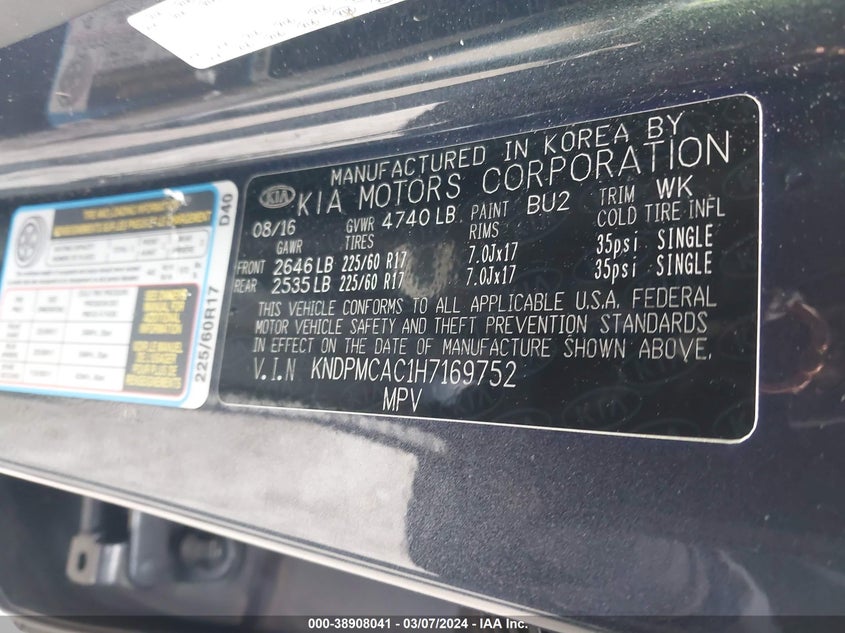 MANUFACTURED IN KOREA BY
KIA KIA MOTORS CORPORATION
08/16 GVWR 4740 LB PAINT BU2 TRIM WK
GAWR TIRES RIMS COLD TIRE INFL
FRONT 2646 LB 225/60 R17 7.0Jx17 35psi SINGLE
REAR 2535 LB 225/60 R17 7.0Jx17 35psi SINGLE
THIS VEHICLE CONFORMS TO ALL APPLICABLE U.S.A. FEDERAL
MOTOR VEHICLE SAFETY AND THEFT PREVENTION STANDARDS
IN EFFECT ON THE DATE OF MANUFACTURE SHOWN ABOVE.
V.I.N KNDPMCAC1H7169752
MPV
D40
225/60R17
000-38908041 - 03/07/2024 - IAA Inc.